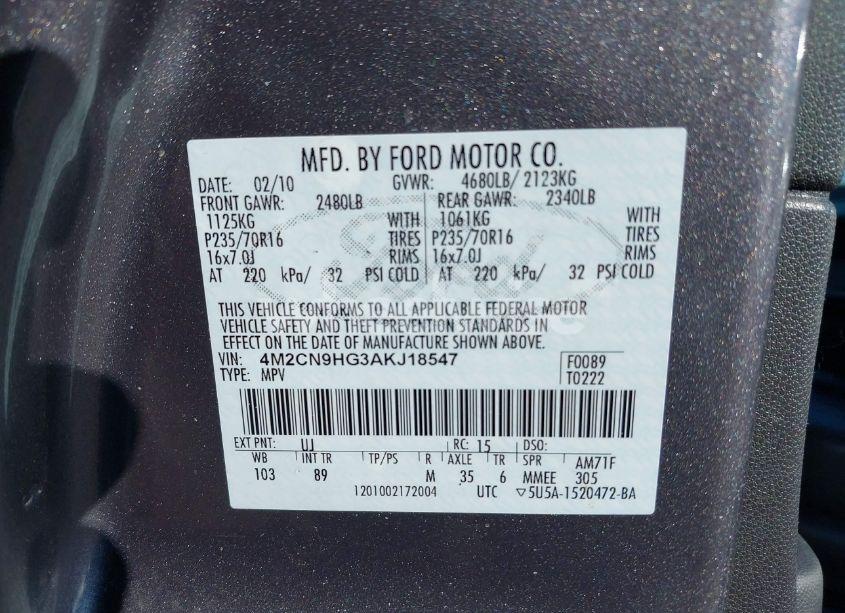 MFD. BY FORD MOTOR CO.
DATE: 02/10 GVWR: 4680LB/ 2123KG
FRONT GAWR: 2480LB REAR GAWR: 2340LB
1125KG WITH 1061KG WITH
P235/70R16 TIRES P235/70R16 TIRES
16x7.0J RIMS 16x7.0J RIMS
AT 220 kPa/ 32 PSI COLD AT 220 kPa/ 32 PSI COLD
THIS VEHICLE CONFORMS TO ALL APPLICABLE FEDERAL MOTOR
VEHICLE SAFETY AND THEFT PREVENTION STANDARDS IN
EFFECT ON THE DATE OF MANUFACTURE SHOWN ABOVE.
VIN: 4M2CN9HG3AKJ18547 F0089
TYPE: MPV T0222
EXT PNT: UJ RC: 15 DSO:
WB INT TR TP/PS R AXLE TR SPR AM71F
103 89 M 35 6 MMEE 305
1201002172004 UTC ▽5U5A-1520472-BA